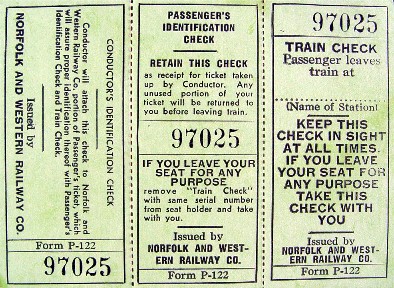 CONDUCTOR'S IDENTIFICATION CHECK
Conductor will attach this check to Norfolk and
Western Railway Co. portion of Passenger's ticket, which
will assure proper identification thereof with Passenger's
Identification Check and Train Check.
Issued by
NORFOLK AND WESTERN RAILWAY CO.
Form P-122
97025
PASSENGER'S
IDENTIFICATION
CHECK
RETAIN THIS CHECK
as receipt for ticket taken
up by Conductor. Any
unused portion of your
ticket will be returned to
you before leaving train.
97025
IF YOU LEAVE YOUR
SEAT FOR ANY
PURPOSE
remove "Train Check"
with same serial number
from seat holder and take
with you.
Issued by
NORFOLK AND WEST-
ERN RAILWAY CO.
Form P-122
97025
TRAIN CHECK
Passenger leaves
train at
(Name of Station)
KEEP THIS
CHECK IN SIGHT
AT ALL TIMES.
IF YOU LEAVE
YOUR SEAT FOR
ANY PURPOSE
TAKE THIS
CHECK WITH
YOU
Issued by
NORFOLK AND WEST-
ERN RAILWAY CO.
Form P-122